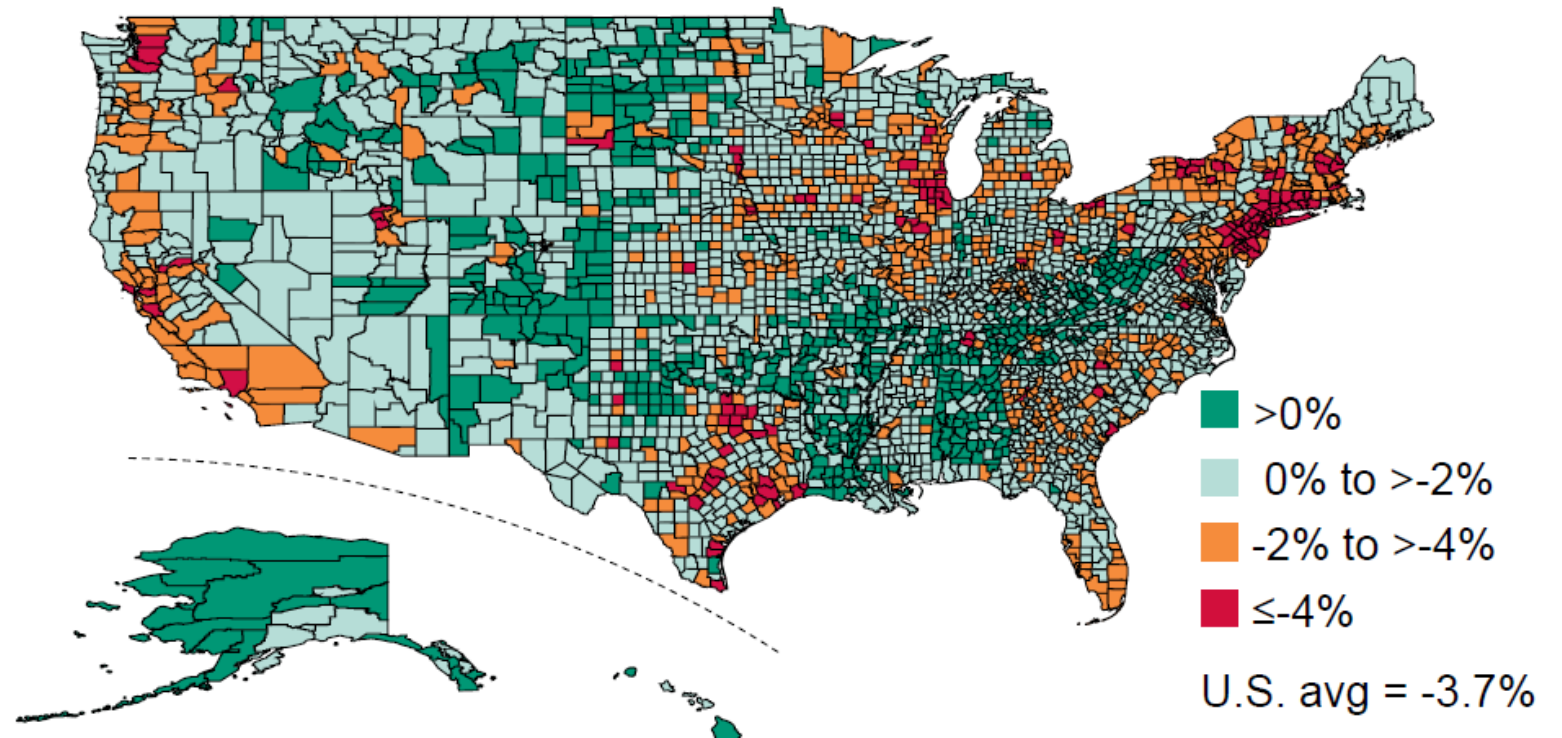 >0%
0% to >-2%
-2% to >-4%
≤-4%
U.S. avg = -3.7%